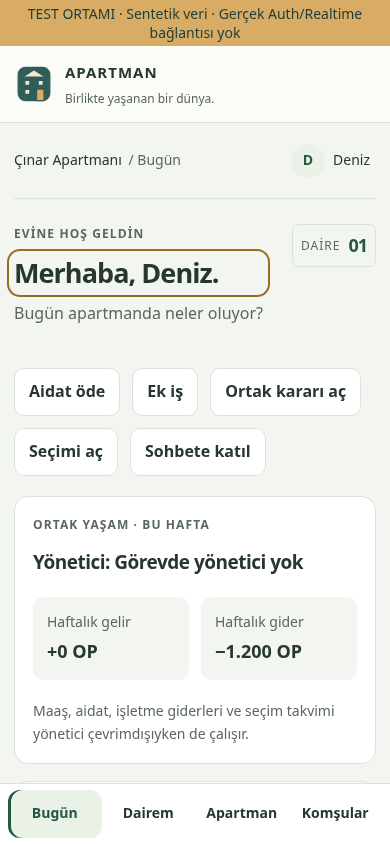 TEST ORTAMI · Sentetik veri · Gerçek Auth/Realtime
bağlantısı yok
APARTMAN
Birlikte yaşanan bir dünya.
Çınar Apartmanı / Bugün
D Deniz
EVİNE HOŞ GELDİN
DAİRE 01
Merhaba, Deniz.
Bugün apartmanda neler oluyor?
Aidat öde
Ek iş
Ortak kararı aç
Seçimi aç
Sohbete katıl
ORTAK YAŞAM · BU HAFTA
Yönetici: Görevde yönetici yok
Haftalık gelir
+0 OP
Haftalık gider
−1.200 OP
Maaş, aidat, işletme giderleri ve seçim takvimi
yönetici çevrimdışıyken de çalışır.
Bugün
Dairem
Apartman
Komşular